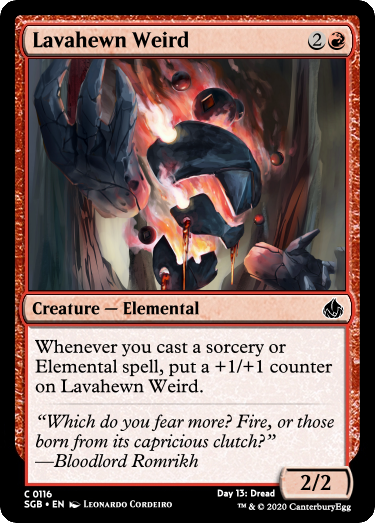 Lavahewn Weird 2
Creature — Elemental
Whenever you cast a sorcery or
Elemental spell, put a +1/+1 counter
on Lavahewn Weird.
“Which do you fear more? Fire, or those
born from its capricious clutch?”
—Bloodlord Romrikh
2/2
C 0116
SGB • EN Leonardo Cordeiro
Day 13: Dread
™ & © 2020 CanterburyEgg